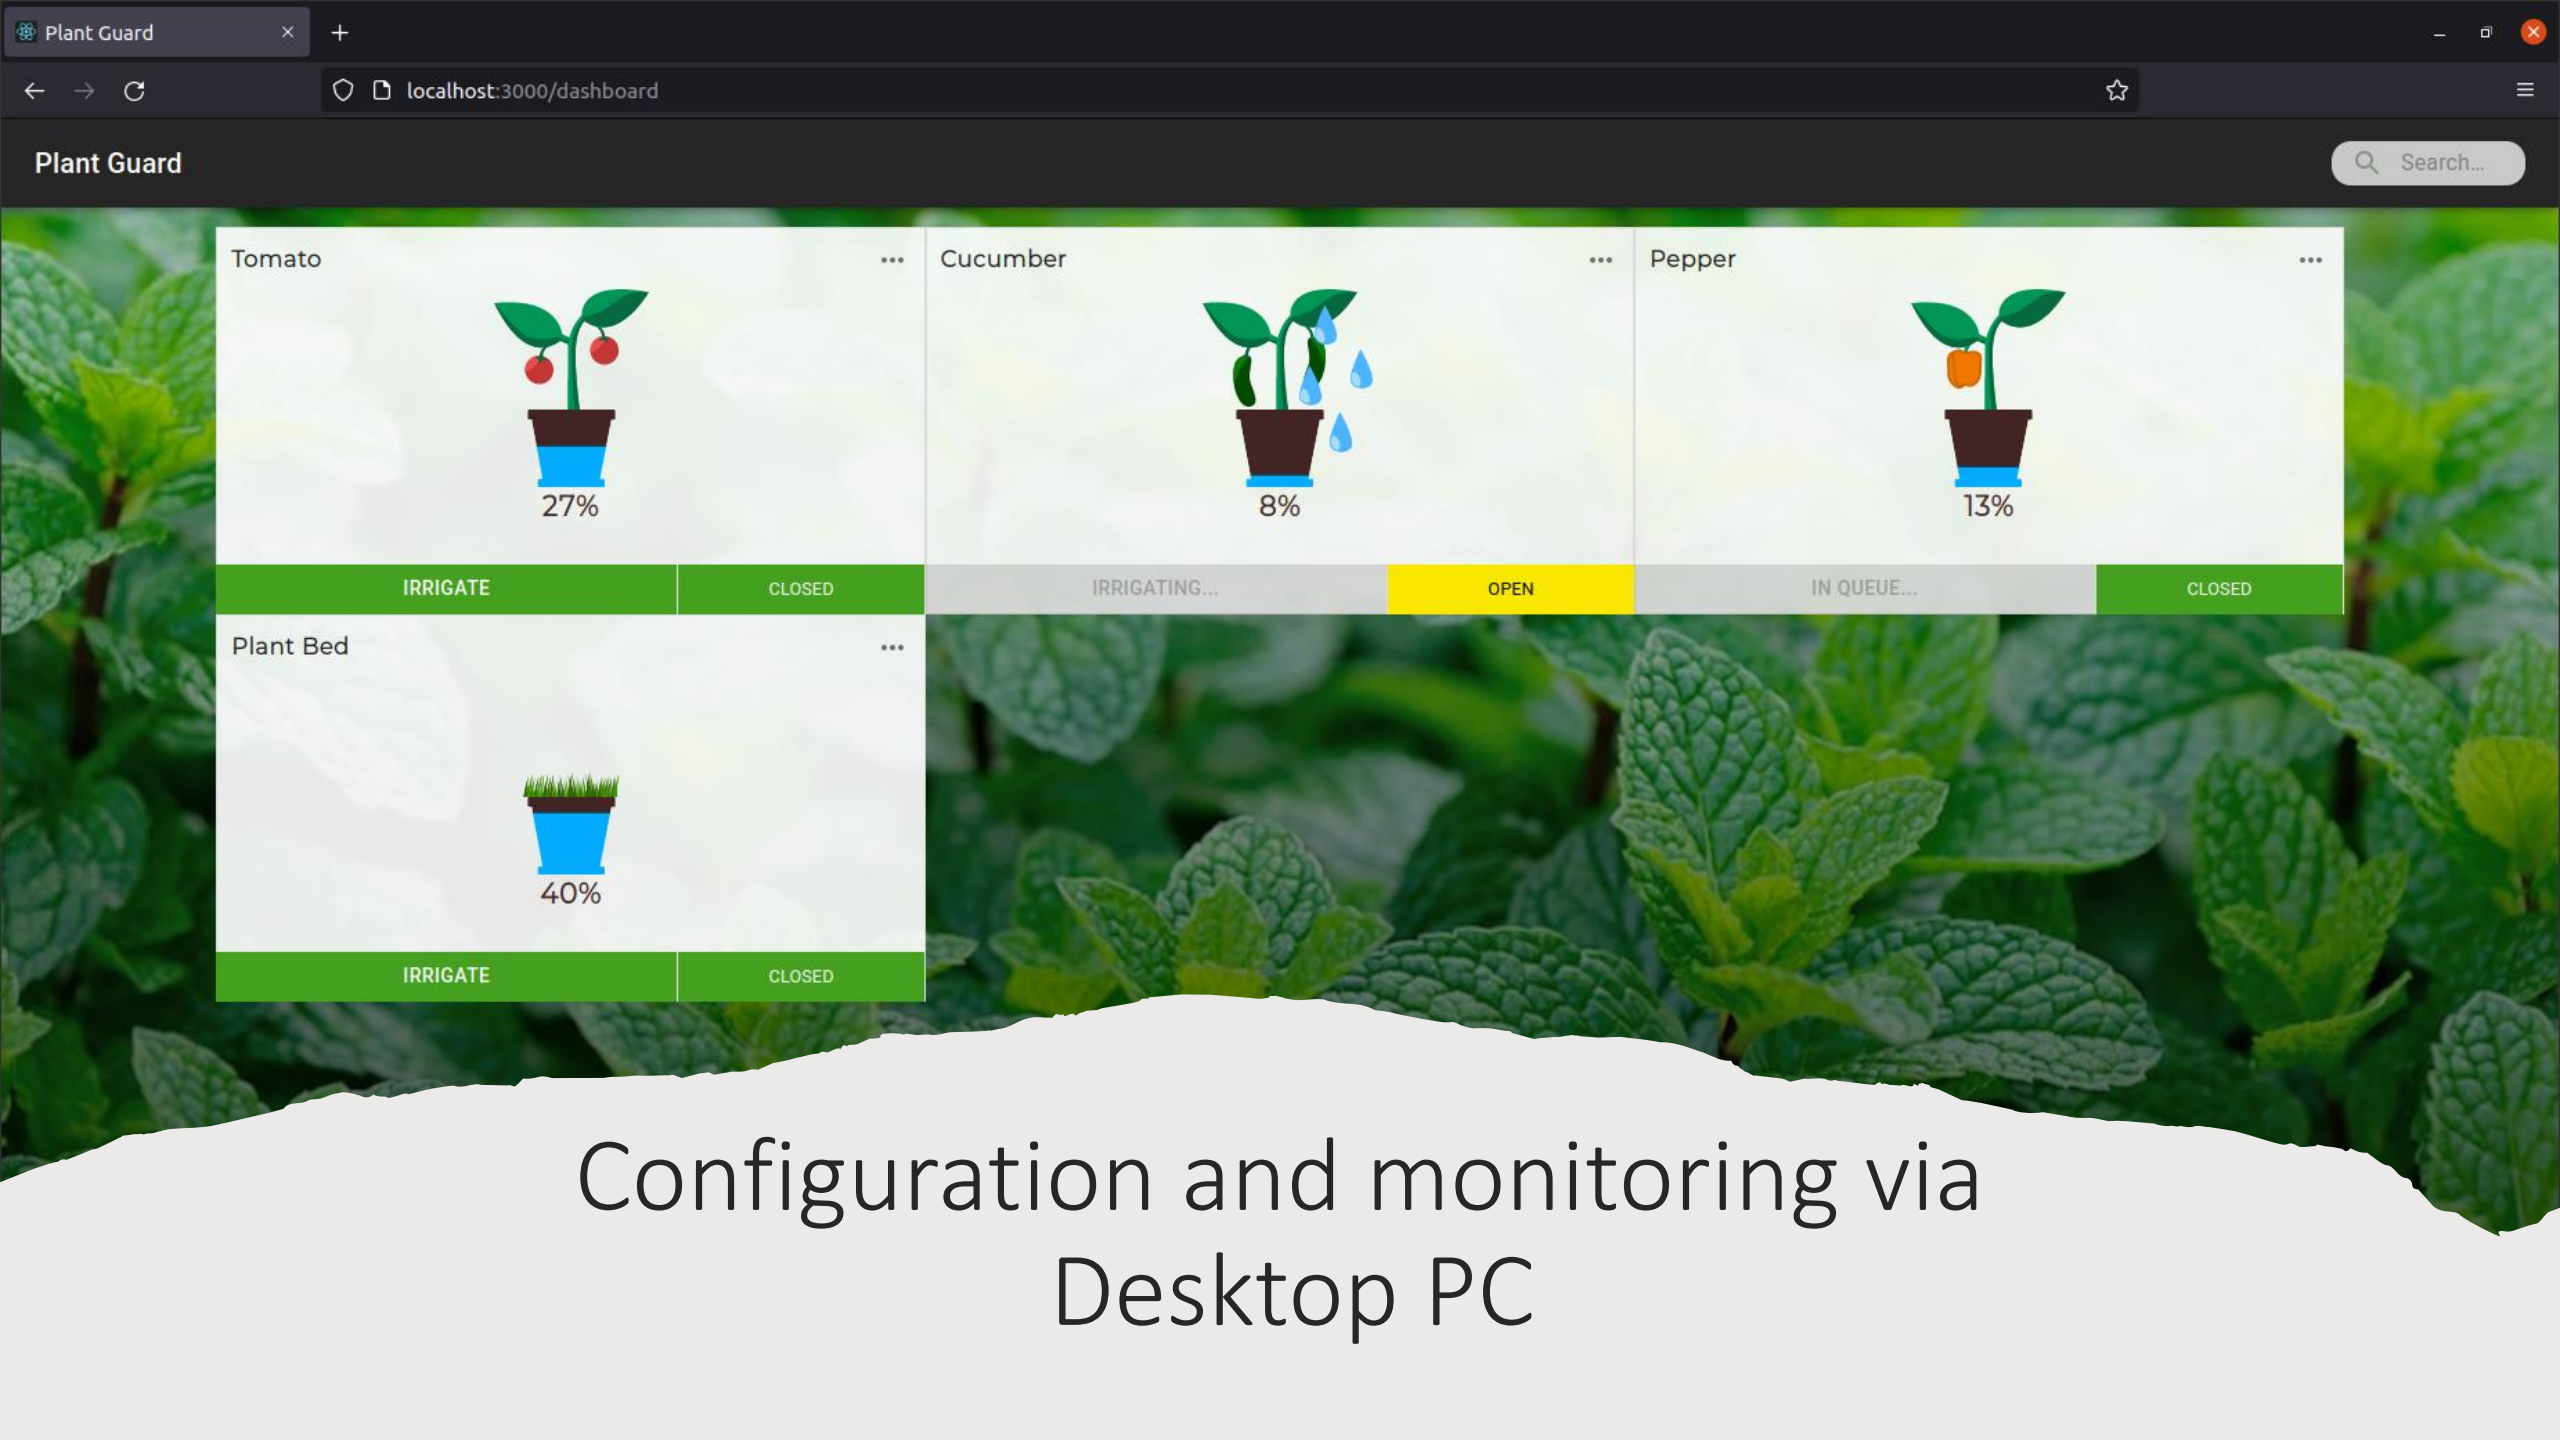 Plant Guard
localhost:3000/dashboard
Plant Guard
Search...
Tomato
27%
IRRIGATE
CLOSED
Cucumber
8%
IRRIGATING...
OPEN
Pepper
13%
IN QUEUE...
CLOSED
Plant Bed
40%
IRRIGATE
CLOSED
Configuration and monitoring via
Desktop PC